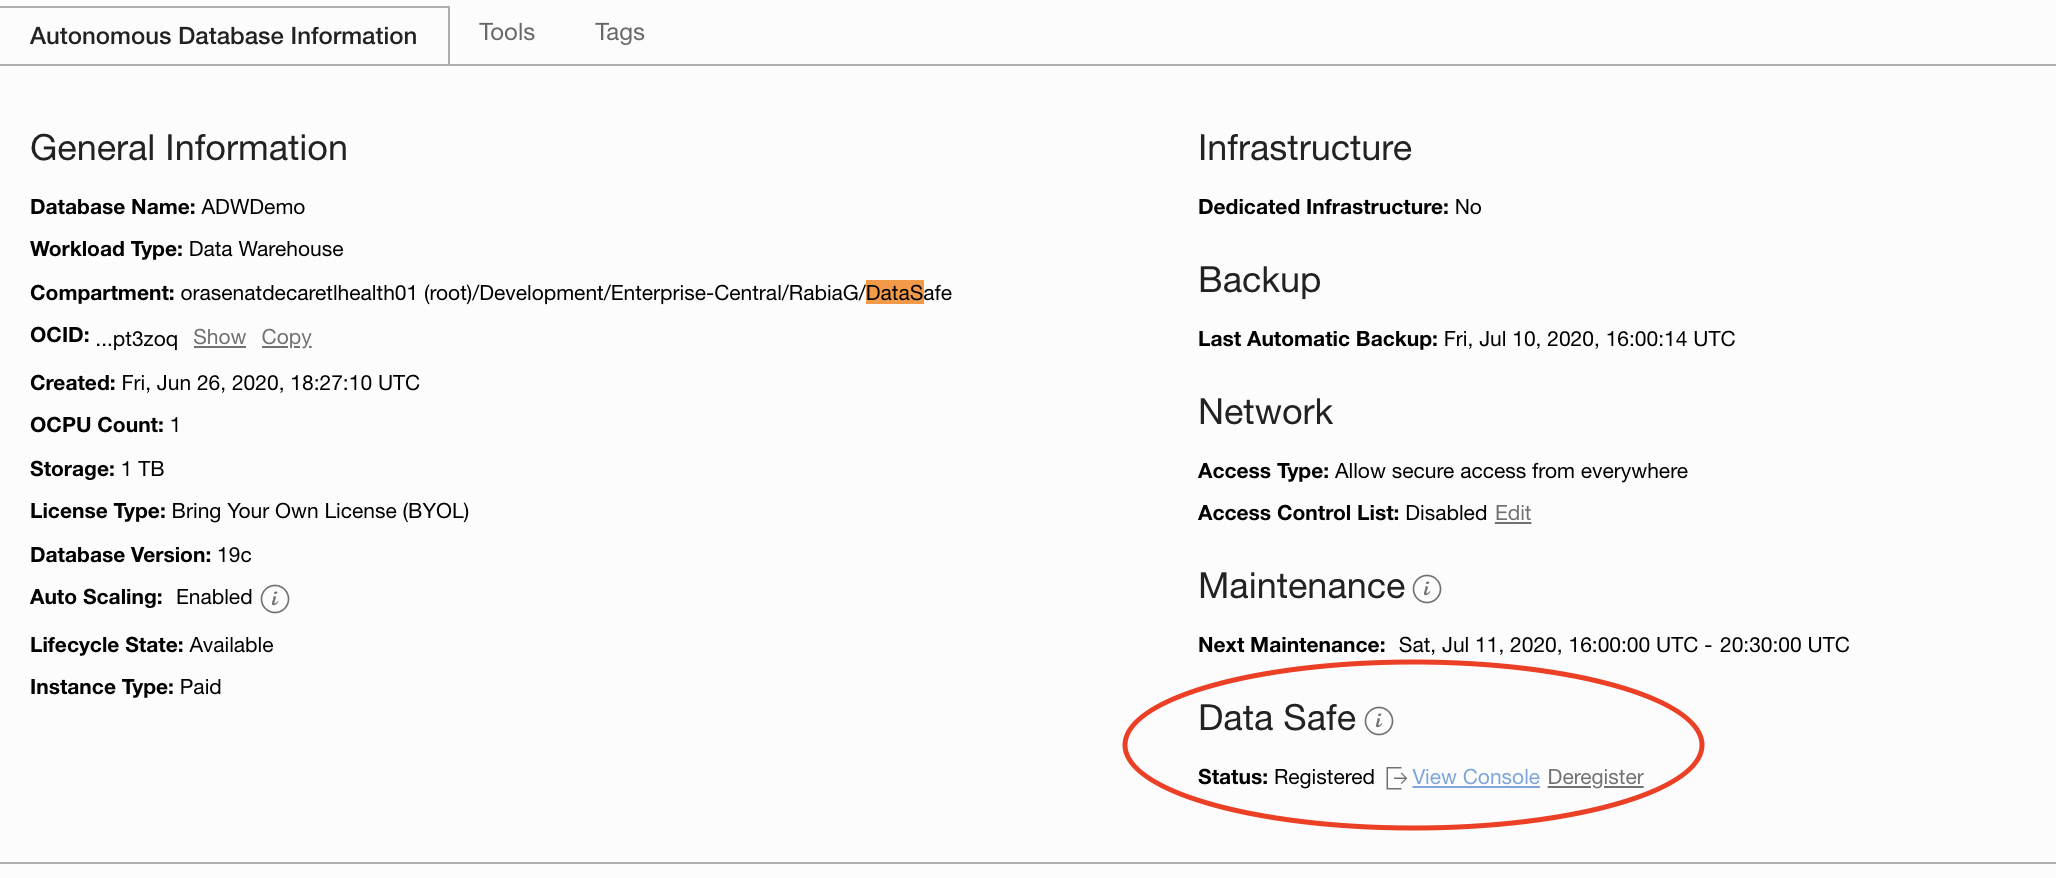 Autonomous Database Information
Tools
Tags
General Information
Database Name: ADWDemo
Workload Type: Data Warehouse
Compartment: orasenatdecaretlhealth01 (root)/Development/Enterprise-Central/RabiaG/DataSafe
OCID: ...pt3zoq Show Copy
Created: Fri, Jun 26, 2020, 18:27:10 UTC
OCPU Count: 1
Storage: 1 TB
License Type: Bring Your Own License (BYOL)
Database Version: 19c
Auto Scaling: Enabled i
Lifecycle State: Available
Instance Type: Paid
Infrastructure
Dedicated Infrastructure: No
Backup
Last Automatic Backup: Fri, Jul 10, 2020, 16:00:14 UTC
Network
Access Type: Allow secure access from everywhere
Access Control List: Disabled Edit
Maintenance i
Next Maintenance: Sat, Jul 11, 2020, 16:00:00 UTC - 20:30:00 UTC
Data Safe i
Status: Registered View Console Deregister